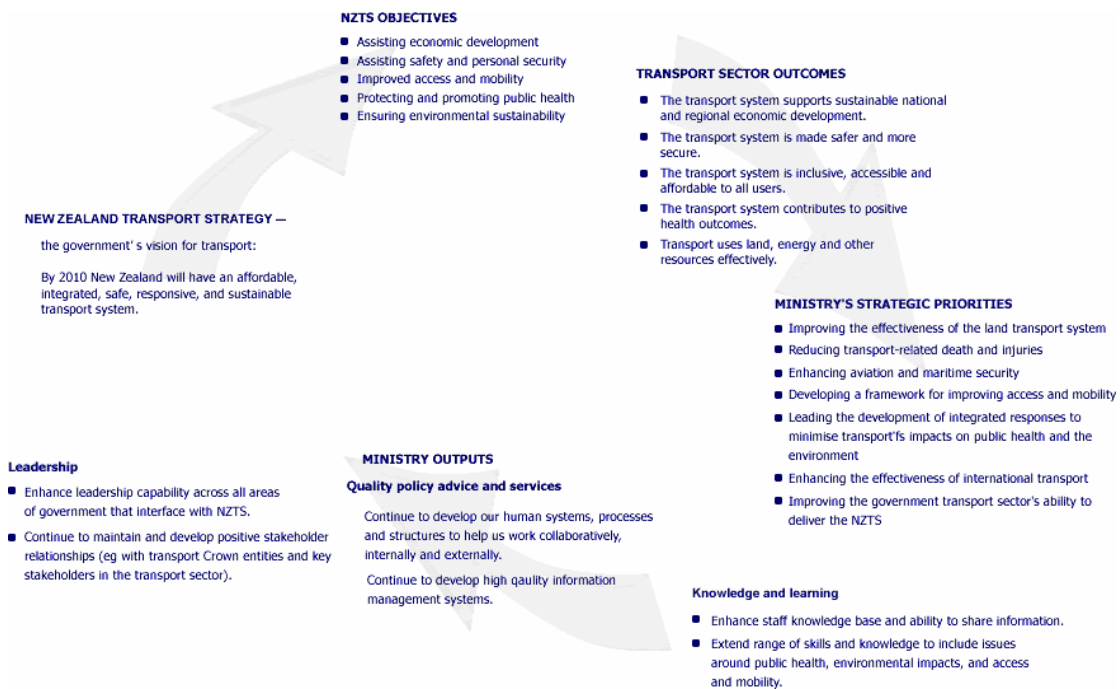 NZTS OBJECTIVES
Assisting economic development
Assisting safety and personal security
Improved access and mobility
Protecting and promoting public health
Ensuring environmental sustainability
TRANSPORT SECTOR OUTCOMES
The transport system supports sustainable national
and regional economic development.
The transport system is made safer and more
secure.
The transport system is inclusive, accessible and
affordable to all users.
The transport system contributes to positive
health outcomes.
Transport uses land, energy and other
resources effectively.
NEW ZEALAND TRANSPORT STRATEGY —
the government' s vision for transport:
By 2010 New Zealand will have an affordable,
integrated, safe, responsive, and sustainable
transport system.
MINISTRY'S STRATEGIC PRIORITIES
Improving the effectiveness of the land transport system
Reducing transport-related death and injuries
Enhancing aviation and maritime security
Developing a framework for improving access and mobility
Leading the development of integrated responses to
minimise transport'fs impacts on public health and the
environment
Enhancing the effectiveness of international transport
Improving the government transport sector's ability to
deliver the NZTS
Leadership
Enhance leadership capability across all areas
of government that interface with NZTS.
Continue to maintain and develop positive stakeholder
relationships (eg with transport Crown entities and key
stakeholders in the transport sector).
MINISTRY OUTPUTS
Quality policy advice and services
Continue to develop our human systems, processes
and structures to help us work collaboratively,
internally and externally.
Continue to develop high qaulity information
management systems.
Knowledge and learning
Enhance staff knowledge base and ability to share information.
Extend range of skills and knowledge to include issues
around public health, environmental impacts, and access
and mobility.